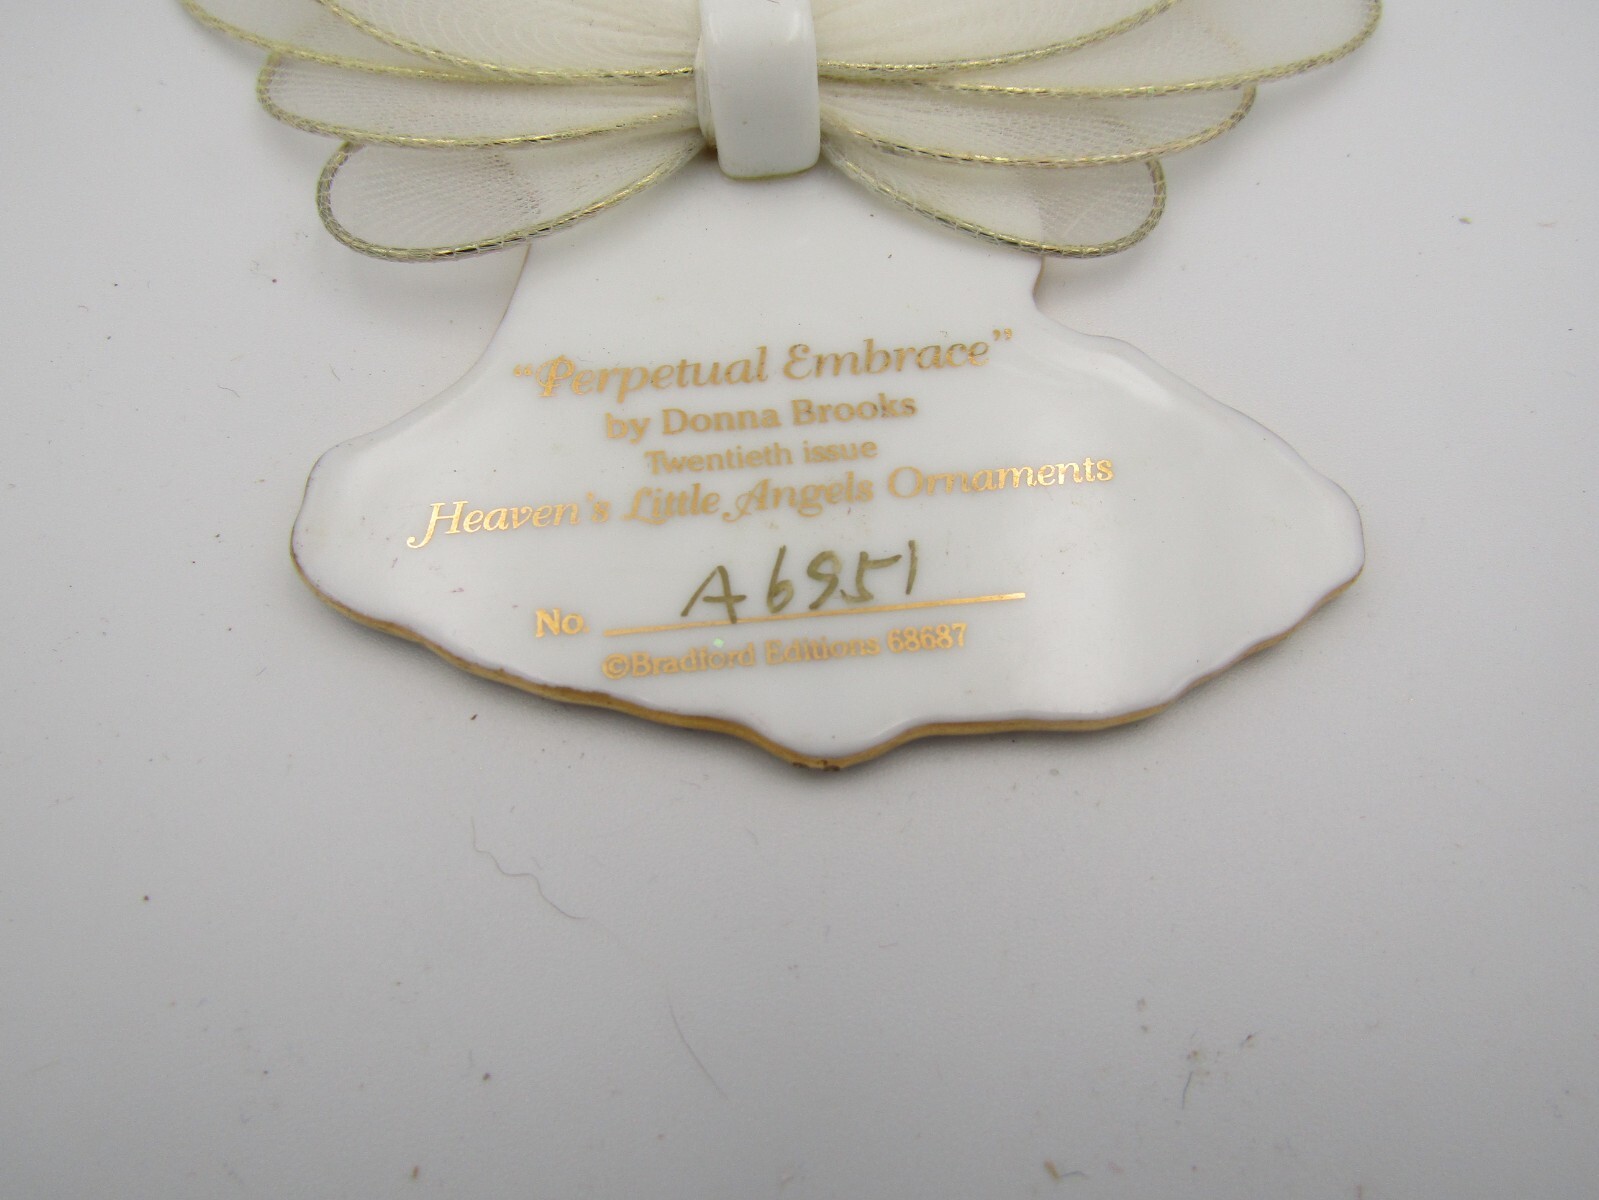 “Perpetual Embrace”
by Donna Brooks
Twentieth issue
Heaven's Little Angels Ornaments
No. A6951
©Bradford Editions 68687